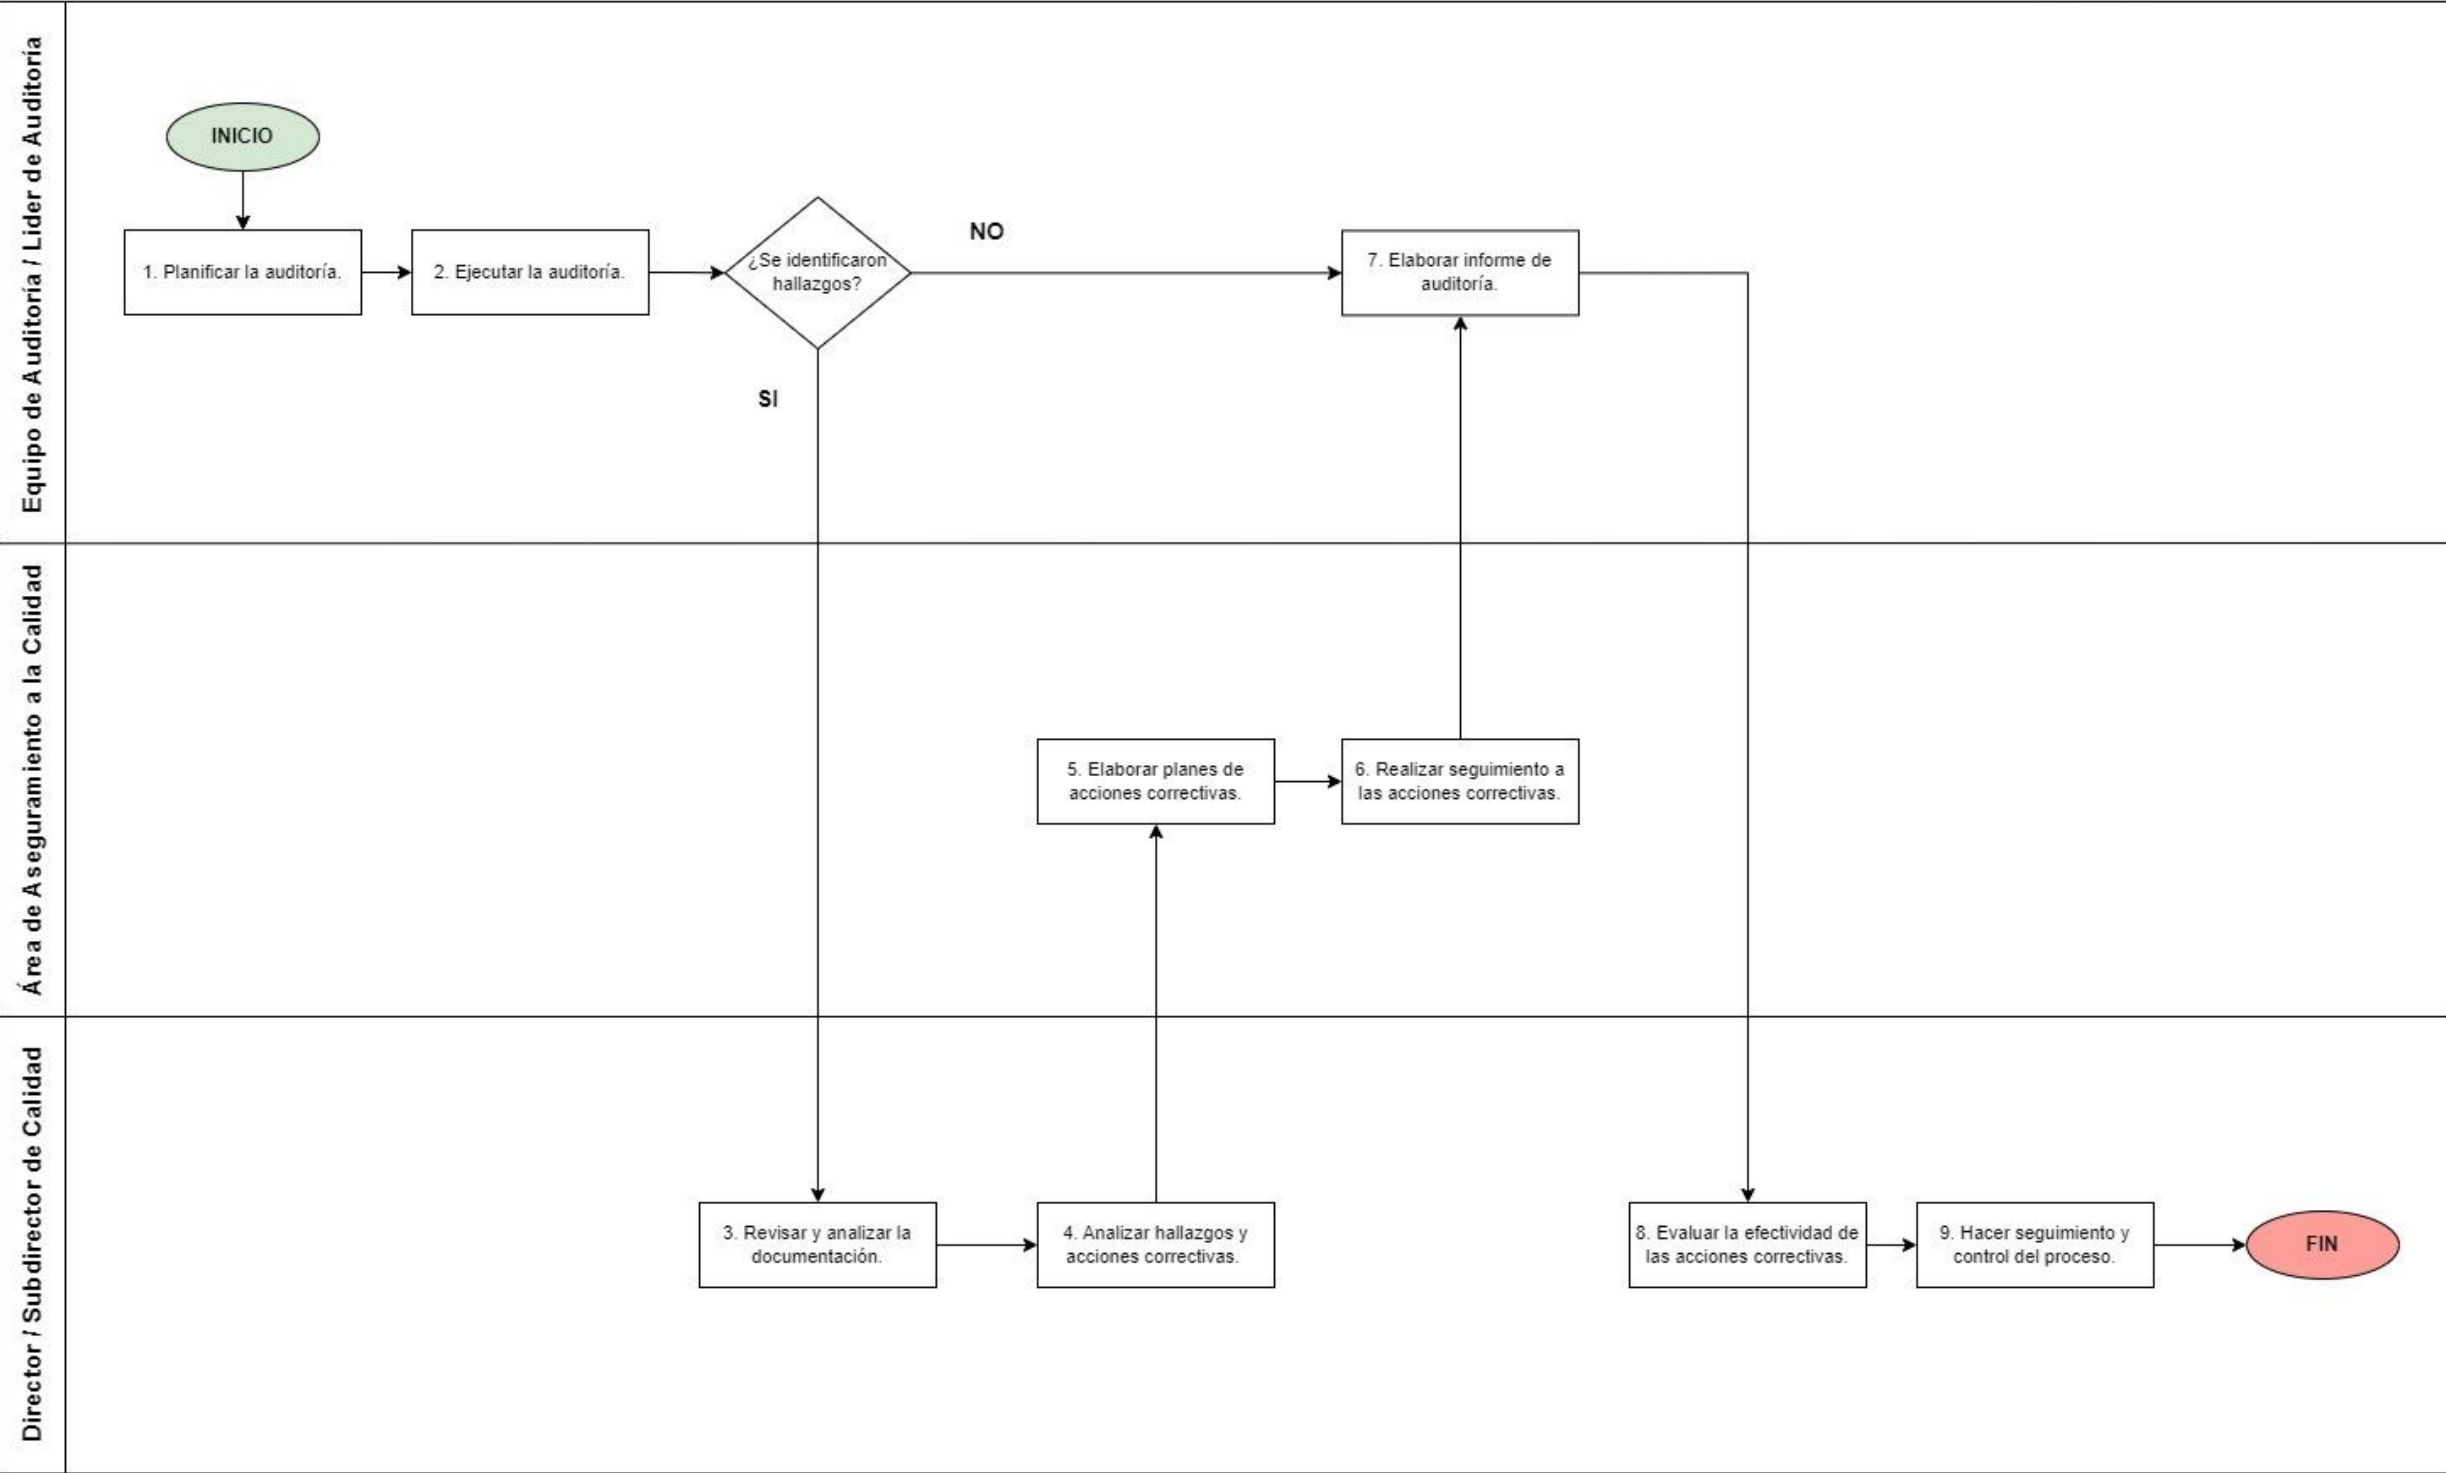 Equipo de Auditoría / Lider de Auditoría
INICIO
1. Planificar la auditoría.
2. Ejecutar la auditoría.
¿Se identificaron
hallazgos?
NO
SI
7. Elaborar informe de
auditoría.
Área de Aseguramiento a la Calidad
5. Elaborar planes de
acciones correctivas.
6. Realizar seguimiento a
las acciones correctivas.
Director / Subdirector de Calidad
3. Revisar y analizar la
documentación.
4. Analizar hallazgos y
acciones correctivas.
8. Evaluar la efectividad de
las acciones correctivas.
9. Hacer seguimiento y
control del proceso.
FIN